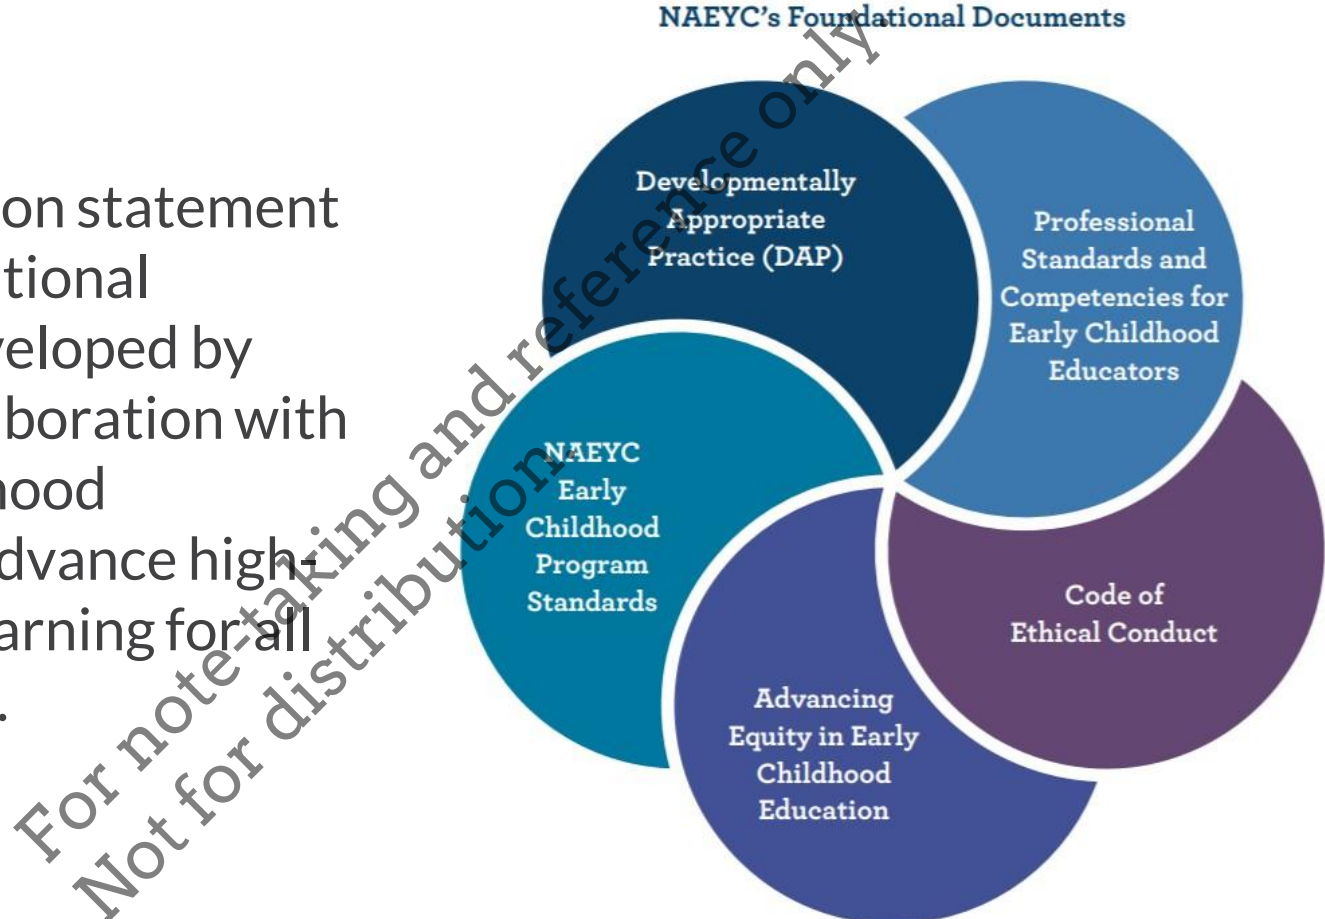 NAEYC's Foundational Documents
on statement
tional
veloped by
boration with
hood
dvance high-
arning for all
.
Developmentally
Appropriate
Practice (DAP)
Professional
Standards and
Competencies for
Early Childhood
Educators
NAEYC
Early
Childhood
Program
Standards
Code of
Ethical Conduct
Advancing
Equity in Early
Childhood
Education
For note-taking and reference only.
Not for distribution.